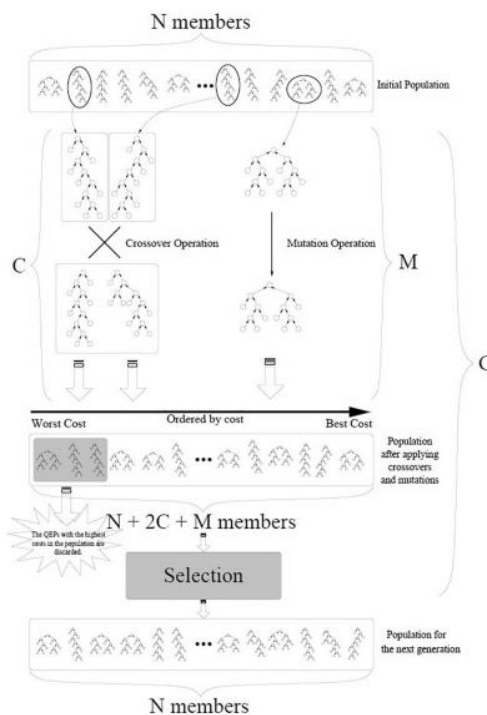 N members
Initial Population
Crossover Operation
Mutation Operation
C
M
G
Ordered by cost
Worst Cost
Best Cost
Population
after applying
crossovers
and mutations
The QEPs with the highest
costs in the population are
discarded.
N + 2C + M members
Selection
Population for
the next generation
N members